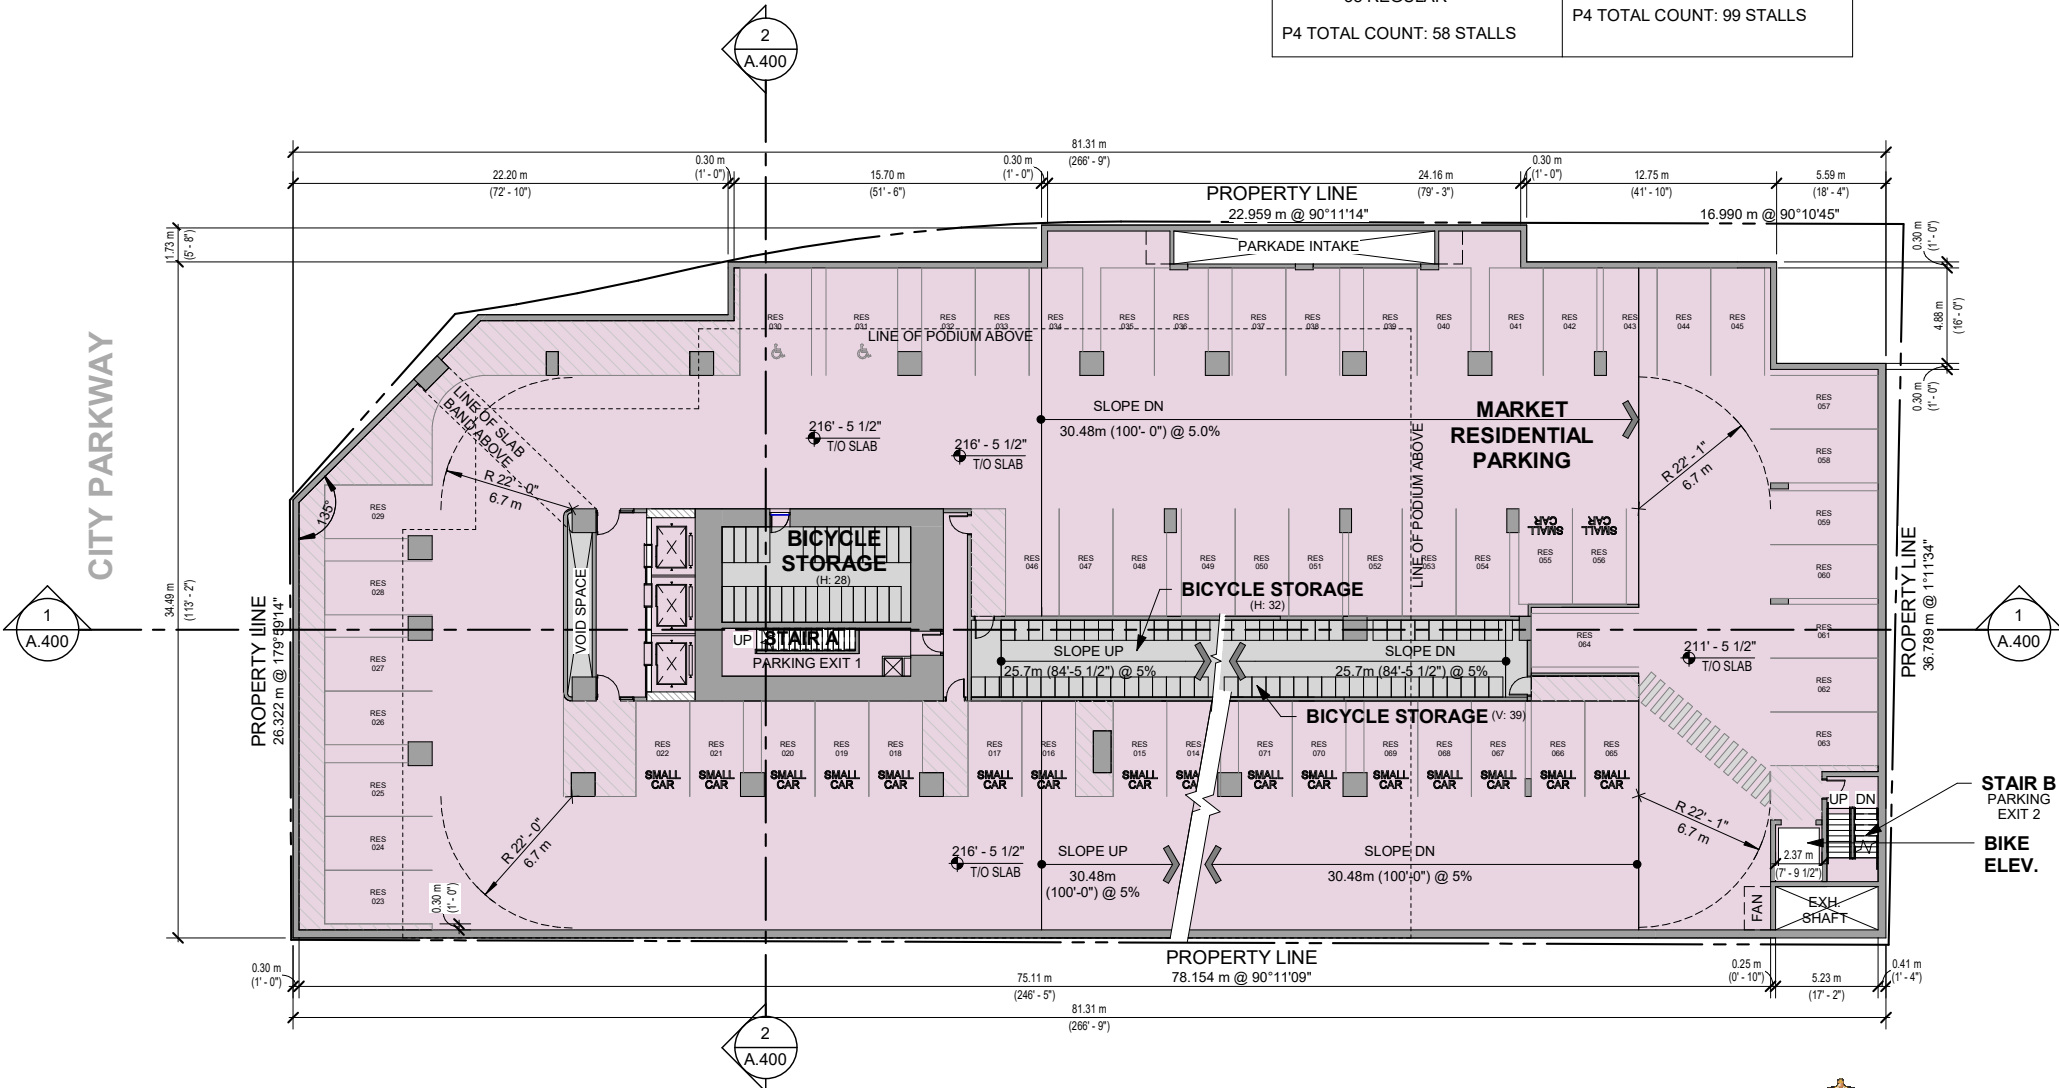 P4 TOTAL COUNT: 58 STALLS
P4 TOTAL COUNT: 99 STALLS
2
A.400
81.31 m
(266' - 9")
22.20 m
(72' - 10")
0.30 m
(1' - 0")
15.70 m
(51' - 6")
0.30 m
(1' - 0")
24.16 m
(79' - 3")
0.30 m
(1' - 0")
12.75 m
(41' - 10")
5.59 m
(18' - 4")
PROPERTY LINE
22.959 m @ 90°11'14"
16.990 m @ 90°10'45"
1.73 m
(5' - 8")
0.30 m
(1' - 0")
PARKADE INTAKE
4.88 m
(16' - 0")
0.30 m
(1' - 0")
RES
030
RES
031
RES
032
RES
033
RES
034
RES
035
RES
036
RES
037
RES
038
RES
039
RES
040
RES
041
RES
042
RES
043
RES
044
RES
045
LINE OF PODIUM ABOVE
CITY PARKWAY
LINE OF SLAB
BAND ABOVE
R 22' - 0"
6.7 m
135°
216' - 5 1/2"
T/O SLAB
216' - 5 1/2"
T/O SLAB
SLOPE DN
30.48m (100'- 0") @ 5.0%
LINE OF PODIUM ABOVE
MARKET
RESIDENTIAL
PARKING
R 22' - 1"
6.7 m
RES
057
RES
058
RES
059
RES
060
RES
061
RES
062
RES
063
RES
029
RES
028
RES
027
RES
026
RES
025
RES
024
RES
023
VOID SPACE
BICYCLE
STORAGE
(H: 28)
UP
STAIR A
PARKING EXIT 1
RES
046
RES
047
RES
048
RES
049
RES
050
RES
051
RES
052
RES
053
RES
054
SMALL
CAR
RES
055
SMALL
CAR
RES
056
BICYCLE STORAGE
(H: 32)
SLOPE UP
25.7m (84'-5 1/2") @ 5%
SLOPE DN
25.7m (84'-5 1/2") @ 5%
BICYCLE STORAGE (V: 39)
RES
064
211' - 5 1/2"
T/O SLAB
1
A.400
1
A.400
34.49 m
(113' - 2")
PROPERTY LINE
26.322 m @ 179°59'14"
PROPERTY LINE
36.789 m @ 1°11'34"
RES
022
SMALL
CAR
RES
021
SMALL
CAR
RES
020
SMALL
CAR
RES
019
SMALL
CAR
RES
018
SMALL
CAR
RES
017
SMALL
CAR
RES
016
SMALL
CAR
RES
015
SMALL
CAR
RES
014
SMALL
CAR
RES
071
SMALL
CAR
RES
070
SMALL
CAR
RES
069
SMALL
CAR
RES
068
SMALL
CAR
RES
067
SMALL
CAR
RES
066
SMALL
CAR
RES
065
SMALL
CAR
R 22' - 0"
6.7 m
0.30 m
(1' - 0")
216' - 5 1/2"
T/O SLAB
SLOPE UP
30.48m
(100'-0") @ 5%
SLOPE DN
30.48m (100'-0") @ 5%
R 22' - 1"
6.7 m
UP
DN
STAIR B
PARKING
EXIT 2
BIKE
ELEV.
2.37 m
(7' - 9 1/2")
FAN
EXH.
SHAFT
PROPERTY LINE
78.154 m @ 90°11'09"
0.30 m
(1' - 0")
75.11 m
(246' - 5")
0.25 m
(0' - 10")
5.23 m
(17' - 2")
0.41 m
(1' - 4")
81.31 m
(266' - 9")
2
A.400